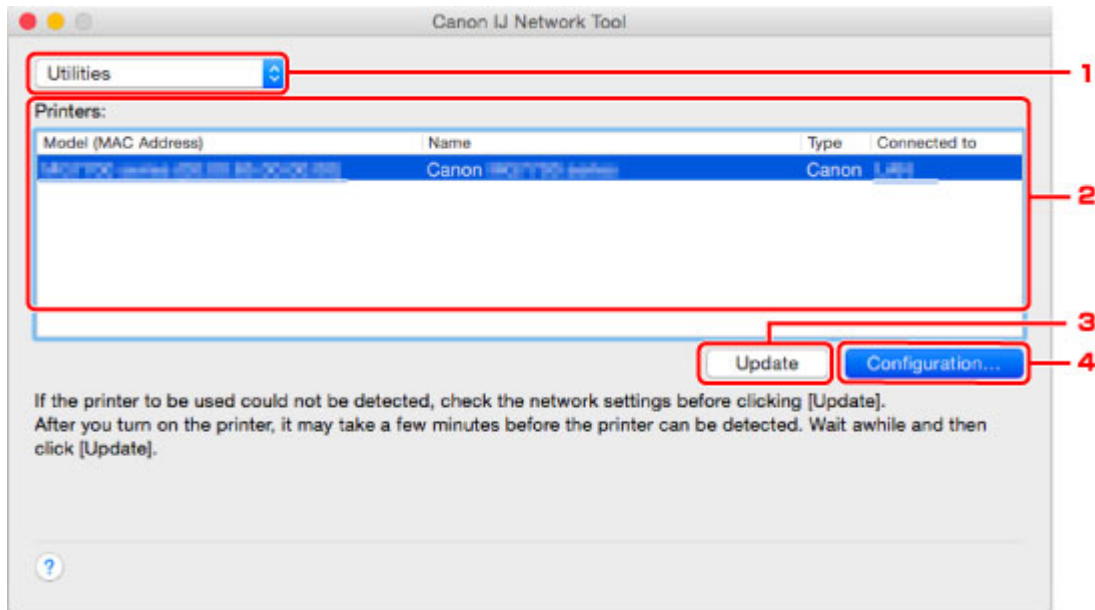 Canon IJ Network Tool
Utilities
1
Printers:
Model (MAC Address) Name Type Connected to
Canon Canon
2
3
Update Configuration...
4
If the printer to be used could not be detected, check the network settings before clicking [Update].
After you turn on the printer, it may take a few minutes before the printer can be detected. Wait awhile and then
click [Update].
?